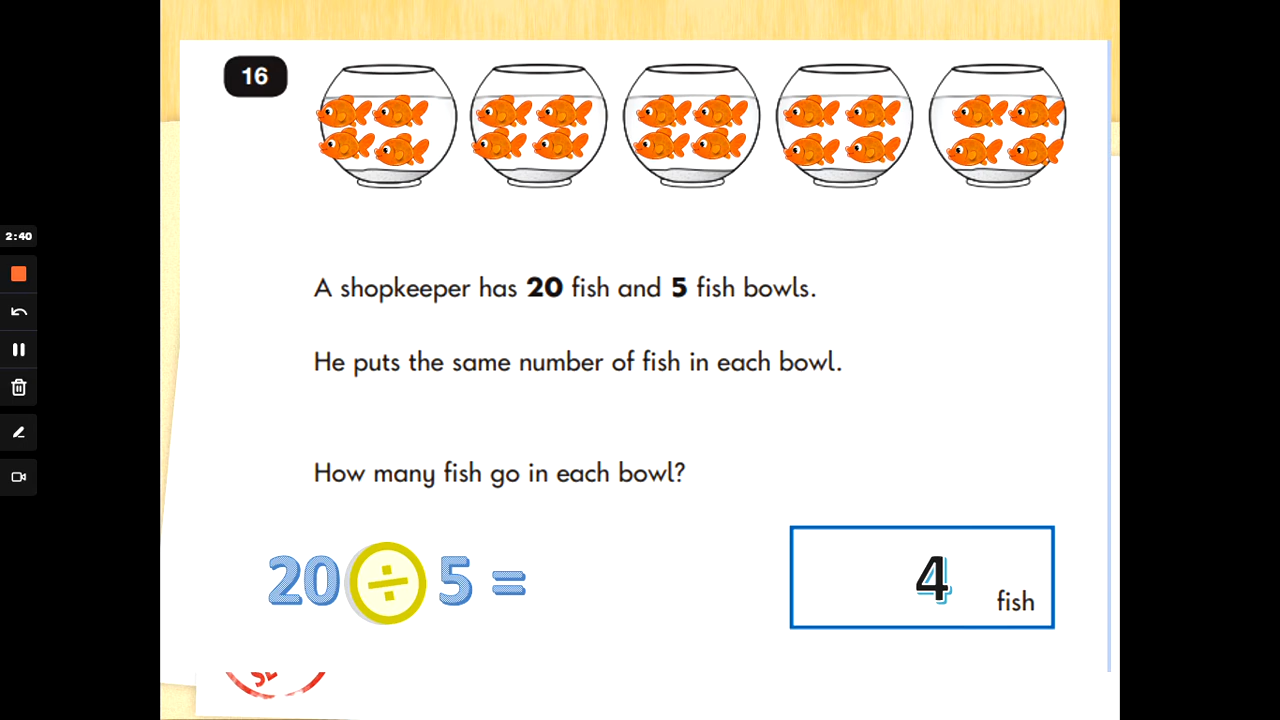 16
2:40
A shopkeeper has 20 fish and 5 fish bowls.
He puts the same number of fish in each bowl.
How many fish go in each bowl?
20 ÷ 5 =
4 fish